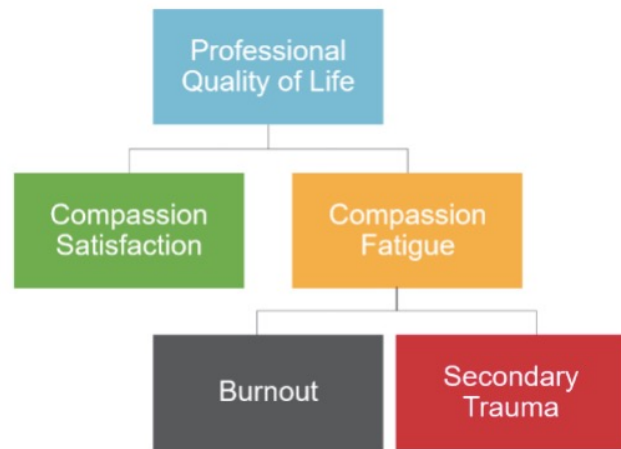 Professional
Quality of Life
Compassion
Satisfaction
Compassion
Fatigue
Burnout
Secondary
Trauma